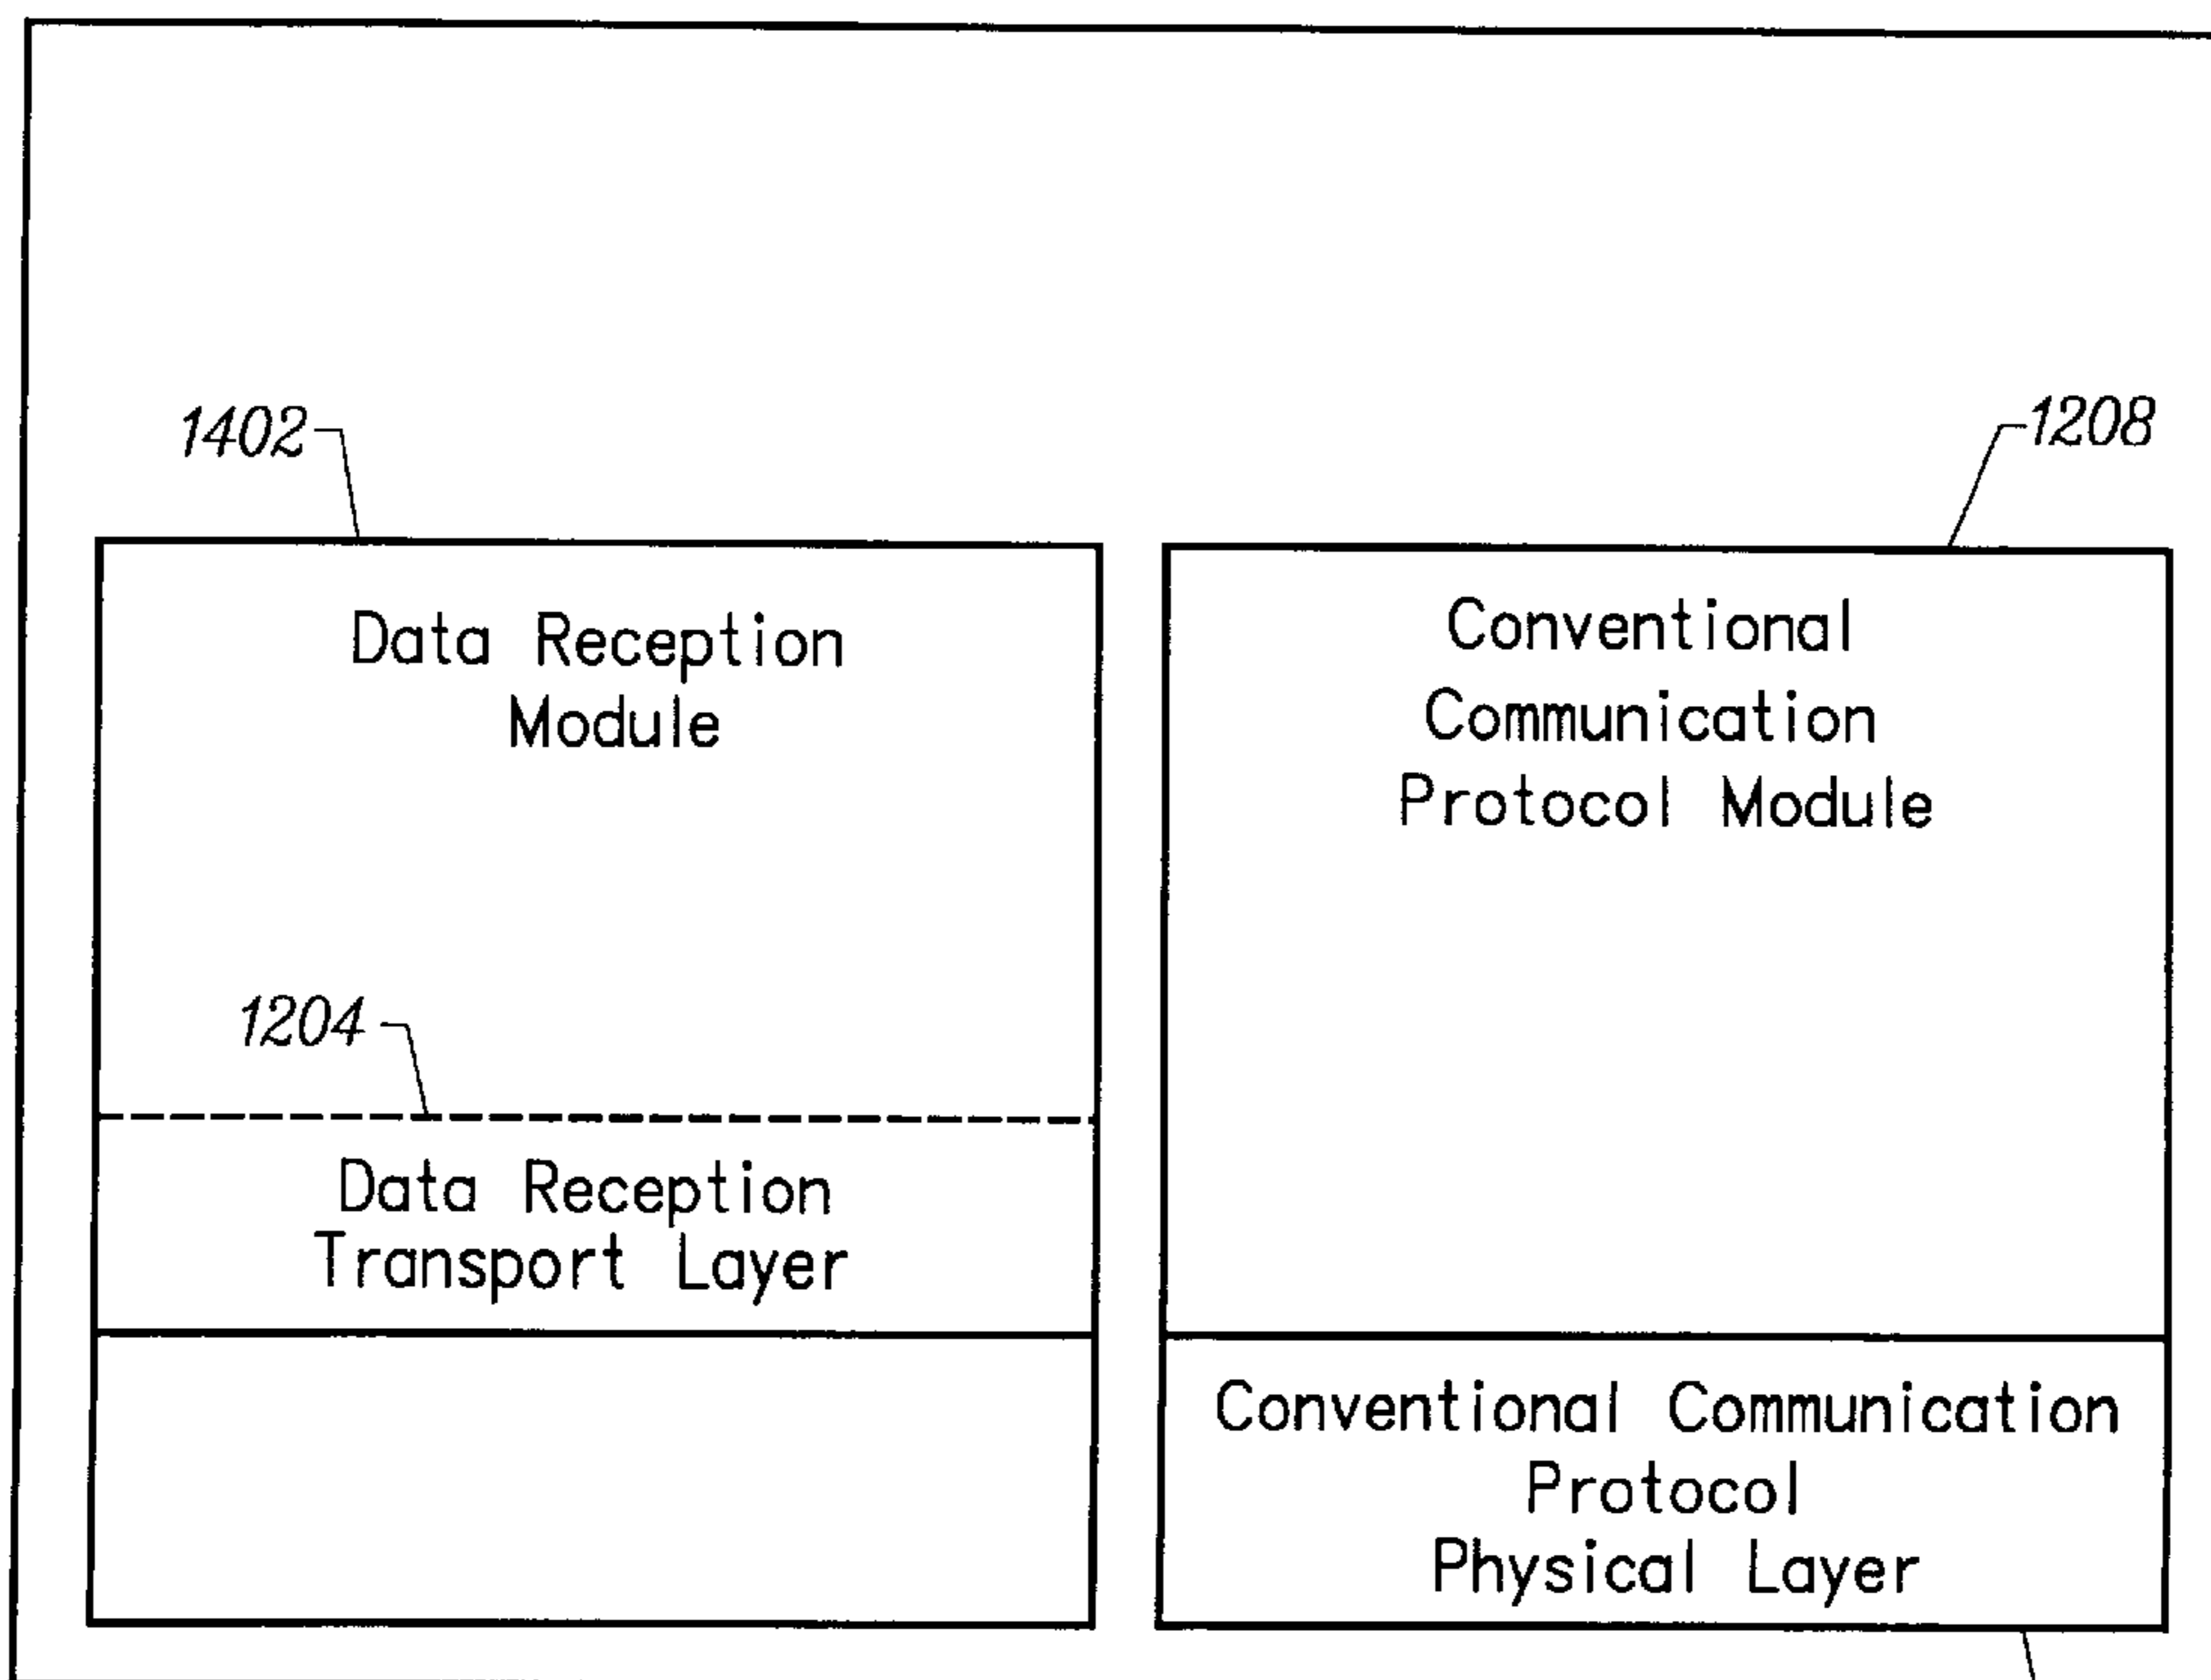 1402
1208
Data Reception
Module
Conventional
Communication
Protocol Module
1204
Data Reception
Transport Layer
Conventional Communication
Protocol
Physical Layer